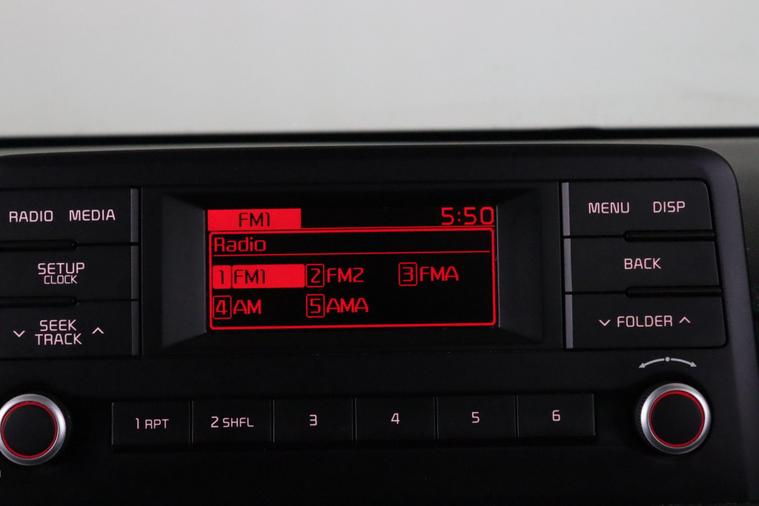 RADIO MEDIA
SETUP
CLOCK
SEEK
TRACK
FM1 5:50
Radio
1 FM1 2 FM2 3 FMA
4 AM 5 AMA
MENU DISP
BACK
FOLDER
1 RPT 2 SHFL 3 4 5 6